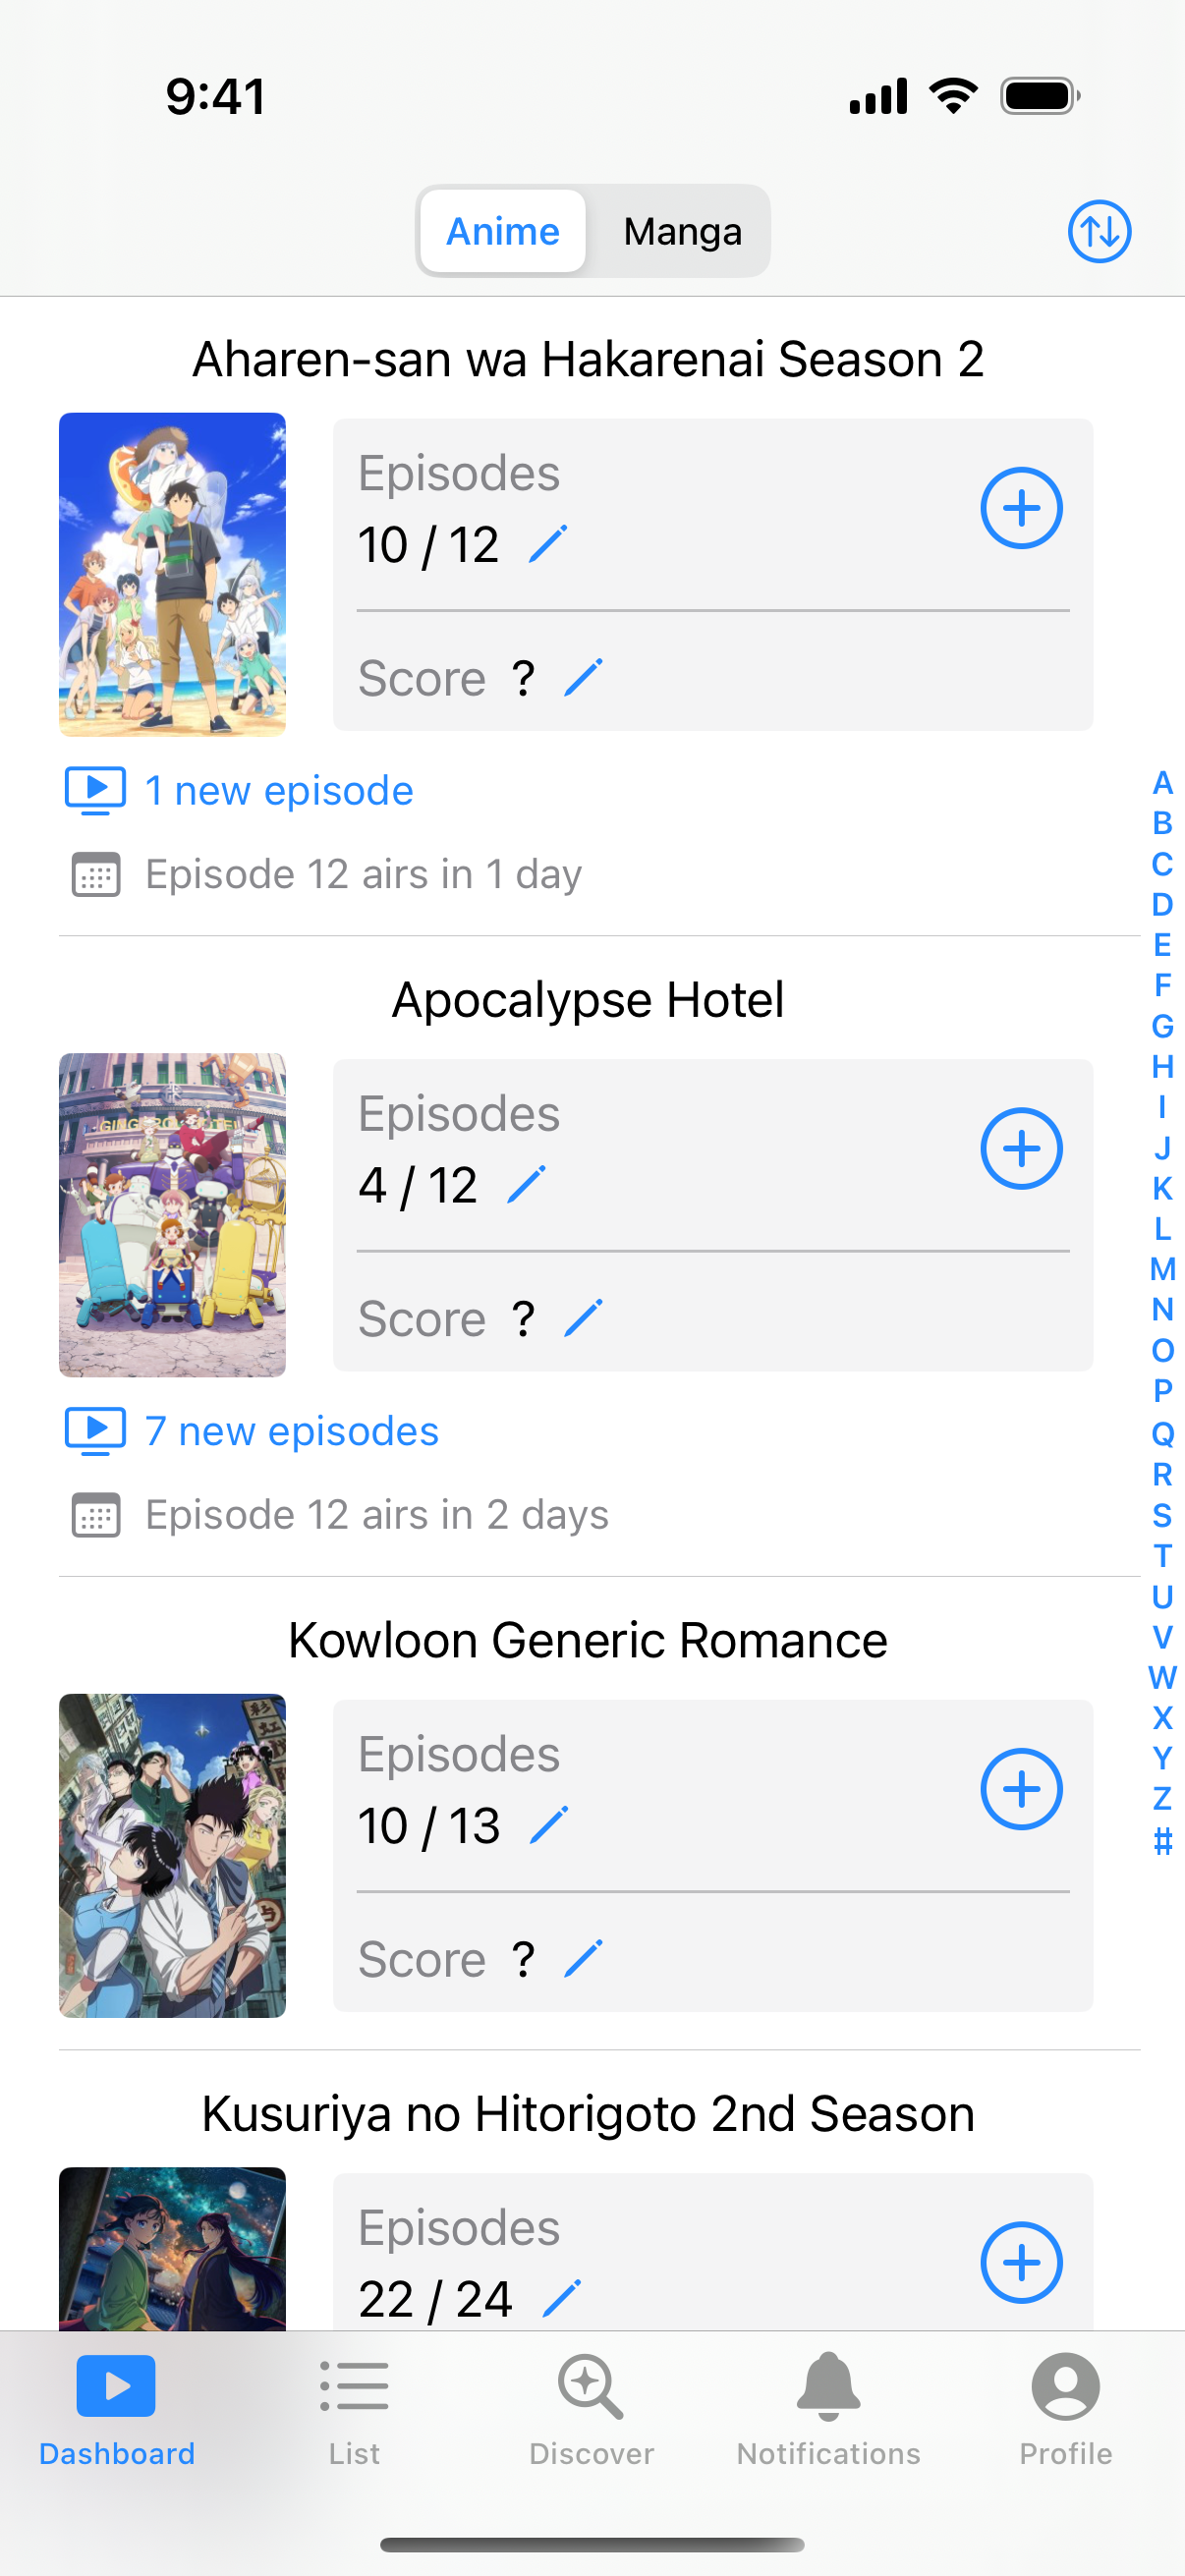 9:41
Anime
Manga
Aharen-san wa Hakarenai Season 2
Episodes
10 / 12
Score ?
1 new episode
Episode 12 airs in 1 day
Apocalypse Hotel
Episodes
4 / 12
Score ?
7 new episodes
Episode 12 airs in 2 days
Kowloon Generic Romance
Episodes
10 / 13
Score ?
Kusuriya no Hitorigoto 2nd Season
Episodes
22 / 24
A
B
C
D
E
F
G
H
I
J
K
L
M
N
O
P
Q
R
S
T
U
V
W
X
Y
Z
#
Dashboard
List
Discover
Notifications
Profile